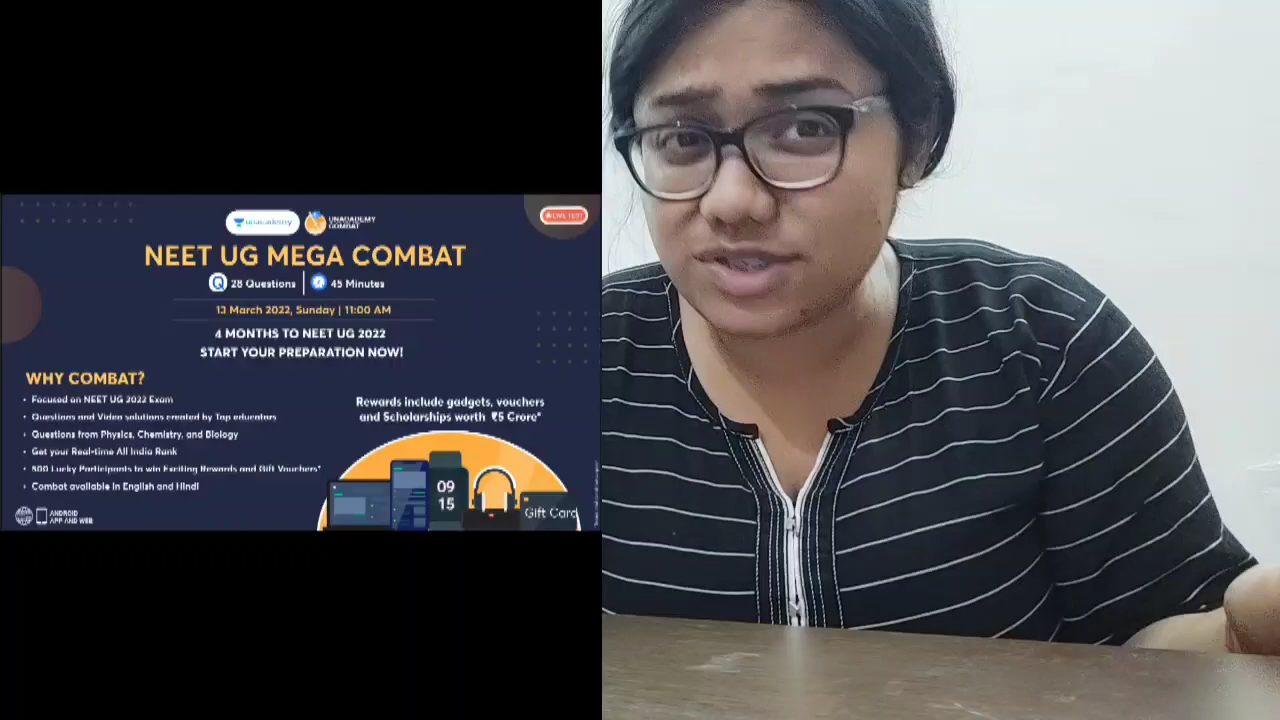 unacademy
UNACADEMY
COMBAT
LIVE TEST
NEET UG MEGA COMBAT
28 Questions | 45 Minutes
13 March 2022, Sunday | 11:00 AM
4 MONTHS TO NEET UG 2022
START YOUR PREPARATION NOW!
WHY COMBAT?
• Focused on NEET UG 2022 Exam
• Questions and Video solutions created by Top educators
• Questions from Physics, Chemistry, and Biology
• Get your Real-time All India Rank
• 500 Lucky Participants to win Exciting Rewards and Gift Vouchers*
• Combat available in English and Hindi
Rewards include gadgets, vouchers
and Scholarships worth ₹5 Crore*
09
15
Gift Card
ANDROID
APP AND WEB